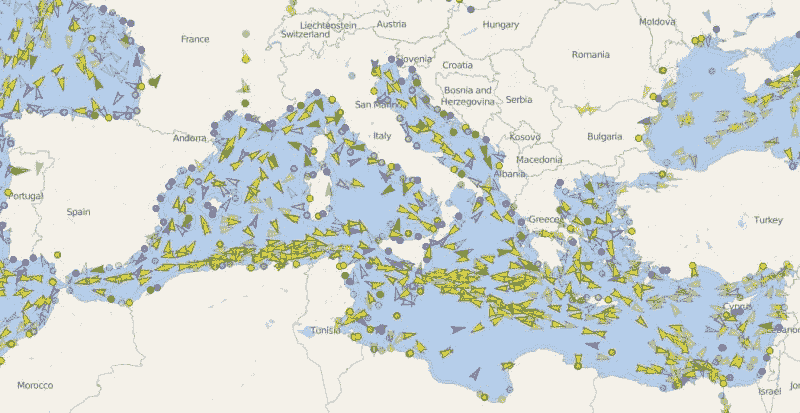 Moldova
Liechtenstein
Austria
Hungary
Switzerland
France
Romania
Slovenia
Croatia
Bosnia and
Herzegovina
Serbia
San Marino
Andorra
Italy
Kosovo
Bulgaria
Macedonia
Albania
Portugal
Spain
Greece
Turkey
Cyprus
Tunisia
Lebanon
Morocco
Israel